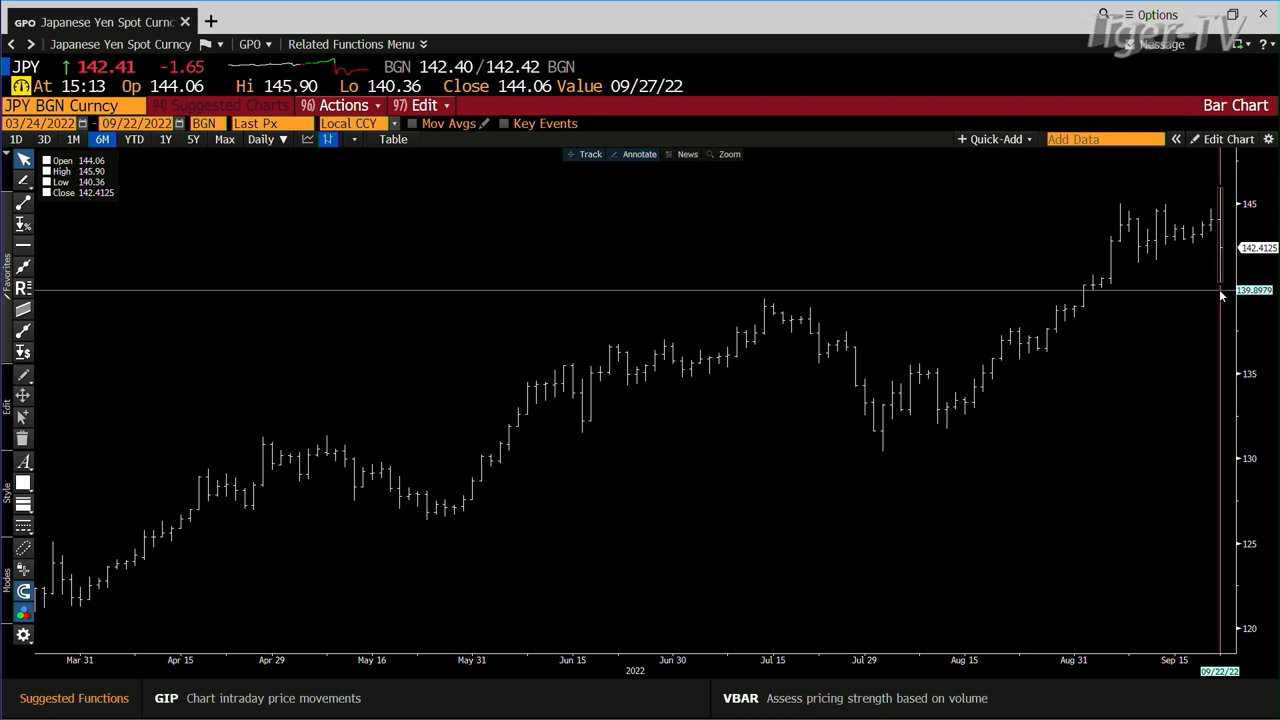 GPO Japanese Yen Spot Curnc ✕ +
Options
Tiger-TV
Japanese Yen Spot Curncy GPO Related Functions Menu Message ?
JPY ↑ 142.41 -1.65 BGN 142.40/142.42 BGN
At 15:13 Op 144.06 Hi 145.90 Lo 140.36 Close 144.06 Value 09/27/22
JPY BGN Curncy 94) Suggested Charts 96) Actions 97) Edit Bar Chart
03/24/2022 - 09/22/2022 BGN Last Px Local CCY Mov Avgs Key Events
1D 3D 1M 6M YTD 1Y 5Y Max Daily ▼ Table + Quick-Add Add Data « Edit Chart
Track Annotate News Zoom
Open 144.06
High 145.90
Low 140.36
Close 142.4125
Favorites
Edit
Style
Modes
145
142.4125
139.8979
135
130
125
120
Mar 31 Apr 15 Apr 29 May 16 May 31 Jun 15 Jun 30 Jul 15 Jul 29 Aug 15 Aug 31 Sep 15
2022
09/22/22
Suggested Functions GIP Chart intraday price movements VBAR Assess pricing strength based on volume